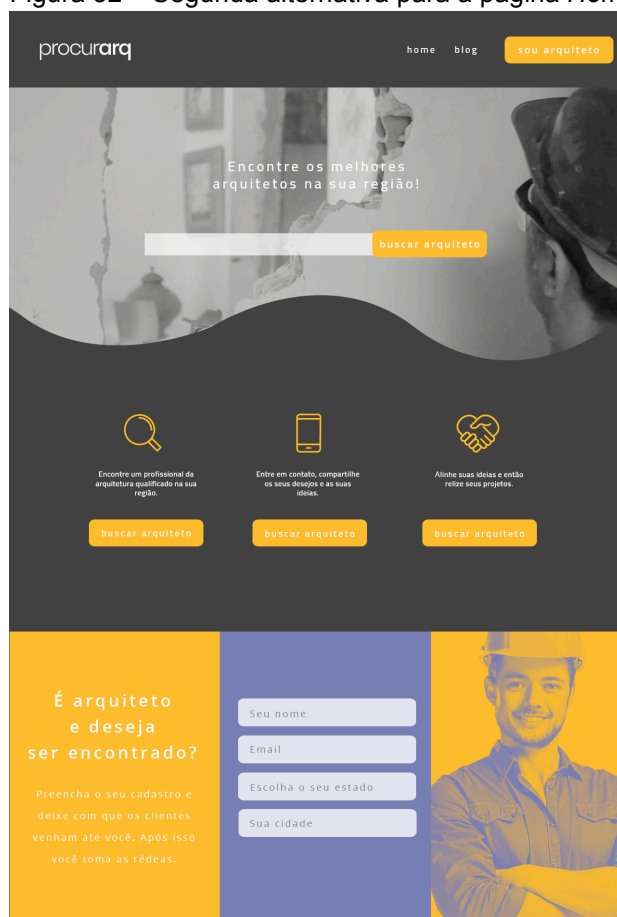 Segunda alternativa para a página
procurarq
home blog sou arquiteto
Encontre os melhores
arquitetos na sua região!
buscar arquiteto
Encontre um profissional da
arquitetura qualificado na sua
região.
Entre em contato, compartilhe
os seus desejos e as suas
ideias.
Alinhe suas ideias e então
relize seus projetos.
buscar arquiteto buscar arquiteto buscar arquiteto
É arquiteto
e deseja
ser encontrado?
Preencha o seu cadastro e
deixe com que os clientes
venham até você. Após isso
você toma as rédeas.
Seu nome
Email
Escolha o seu estado
Sua cidade